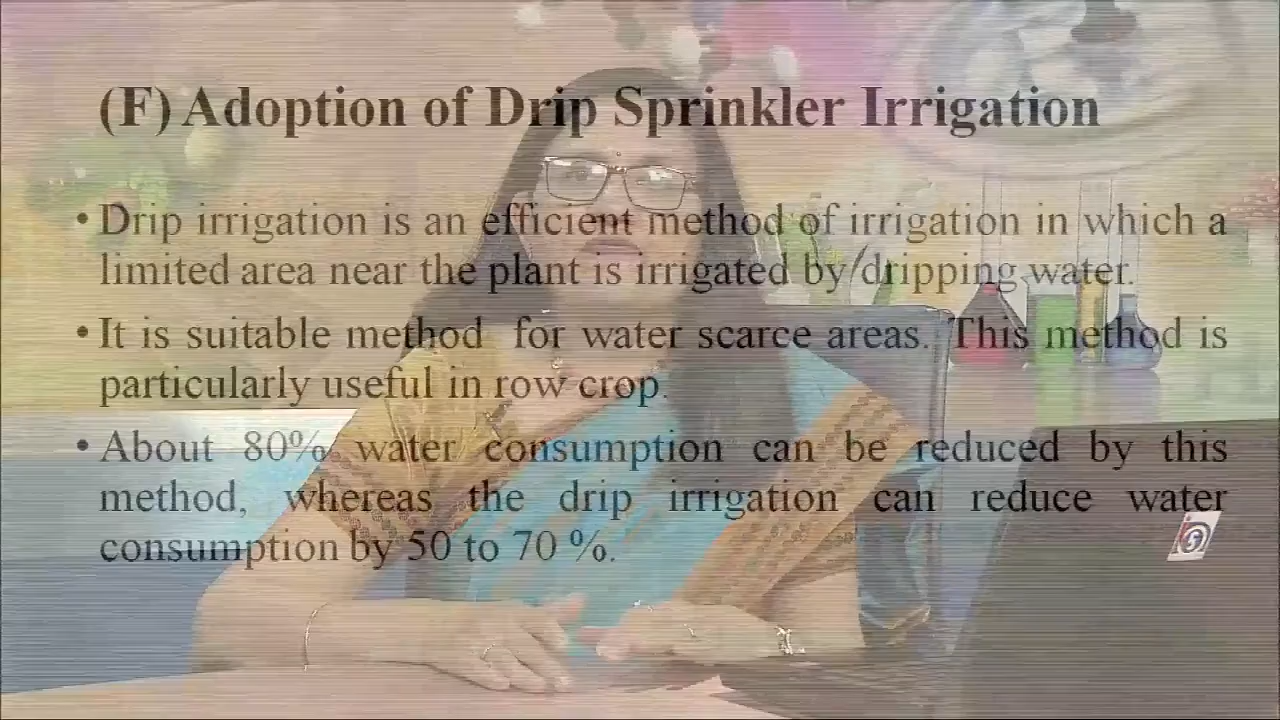 (F) Adoption of Drip Sprinkler Irrigation
• Drip irrigation is an efficient method of irrigation in which a
limited area near the plant is irrigated by/dripping water.
• It is suitable method for water scarce areas. This method is
particularly useful in row crop.
• About 80% water consumption can be reduced by this
method, whereas the drip irrigation can reduce water
consumption by 50 to 70 %.